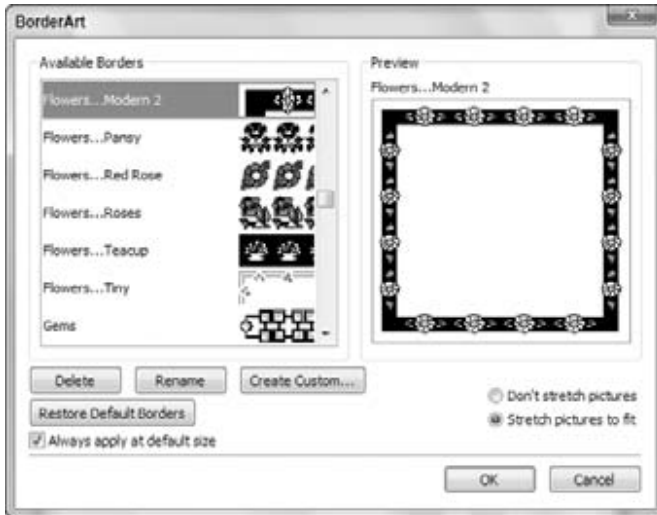 BorderArt
Available Borders
Flowers...Modern 2
Flowers...Pansy
Flowers...Red Rose
Flowers...Roses
Flowers...Teacup
Flowers...Tiny
Gems
Preview
Flowers...Modern 2
Delete
Rename
Create Custom...
Restore Default Borders
Always apply at default size
Don't stretch pictures
Stretch pictures to fit
OK
Cancel